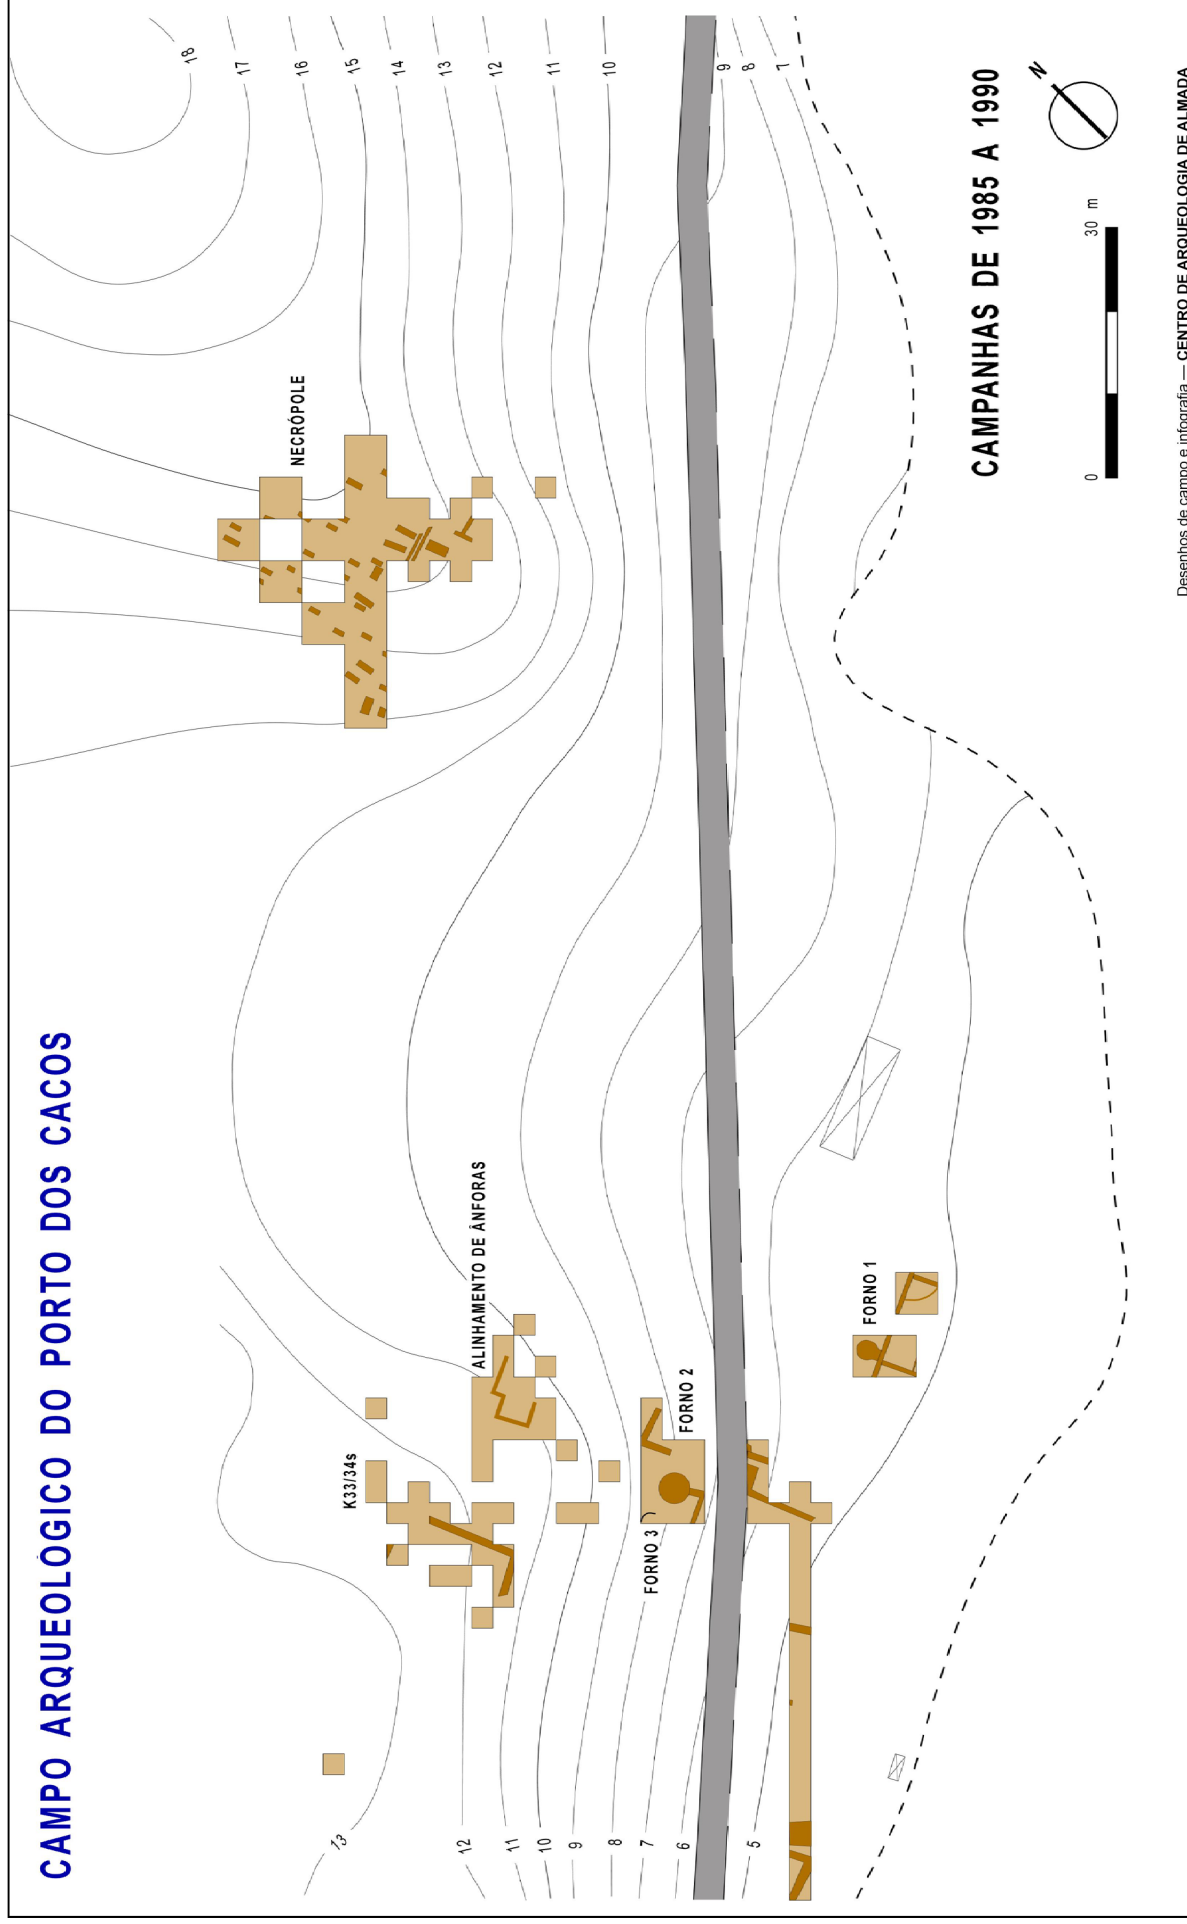 CAMPO ARQUEOLÓGICO DO PORTO DOS CACOS
18
17
16
15
14
13
12
11
10
9
8
7
NECRÓPOLE
ALINHAMENTO DE ÂNFORAS
K33/34s
FORNO 2
FORNO 3
FORNO 1
13
12
11
10
9
8
7
6
5
CAMPANHAS DE 1985 A 1990
N
0
30 m
Desenhos de campo e infografia — CENTRO DE ARQUEOLOGIA DE ALMADA